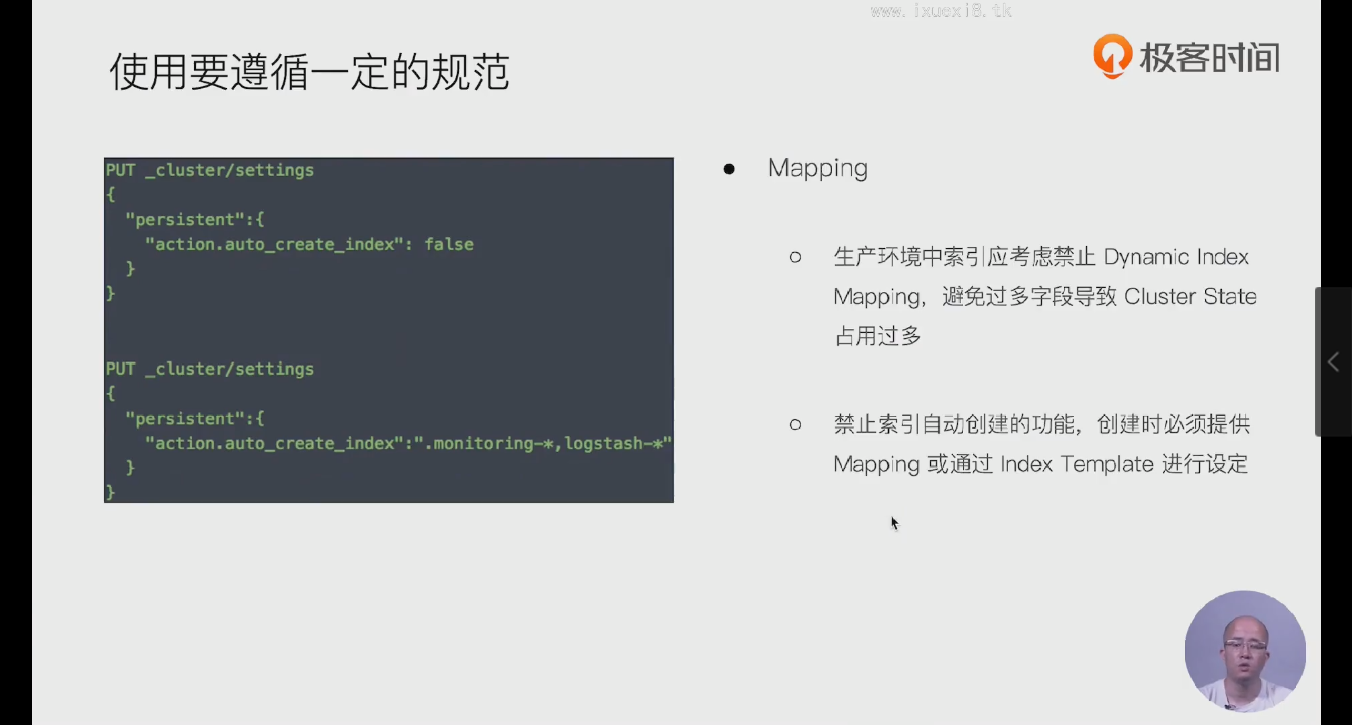 www.ixuexi8.tk
使用要遵循一定的规范
极客时间
PUT _cluster/settings
{
  "persistent":{
    "action.auto_create_index": false
  }
}
PUT _cluster/settings
{
  "persistent":{
    "action.auto_create_index":".monitoring-*,logstash-*"
  }
}
● Mapping
○ 生产环境中索引应考虑禁止 Dynamic Index
Mapping，避免过多字段导致 Cluster State
占用过多
○ 禁止索引自动创建的功能，创建时必须提供
Mapping 或通过 Index Template 进行设定